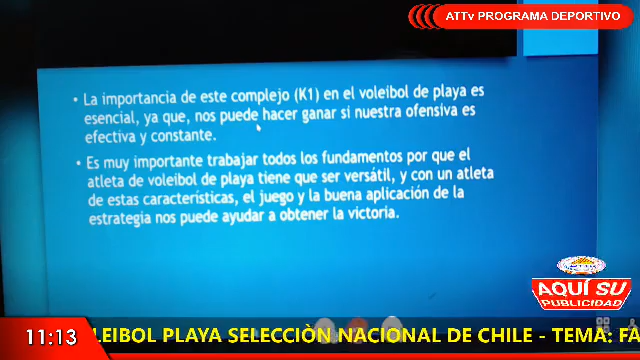 ATTv PROGRAMA DEPORTIVO
• La importancia de este complejo (K1) en el voleibol de playa es
esencial, ya que, nos puede hacer ganar si nuestra ofensiva es
efectiva y constante.
• Es muy importante trabajar todos los fundamentos por que el
atleta de voleibol de playa tiene que ser versátil, y con un atleta
de estas características, el juego y la buena aplicación de la
estrategia nos puede ayudar a obtener la victoria.
AQUÍ SU
PUBLICIDAD
11:13
LEIBOL PLAYA SELECCIÒN NACIONAL DE CHILE - TEMA: FA